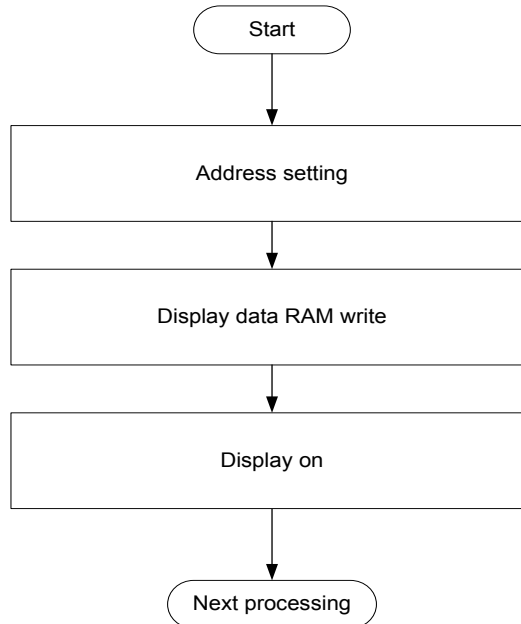 Start
Address setting
Display data RAM write
Display on
Next processing